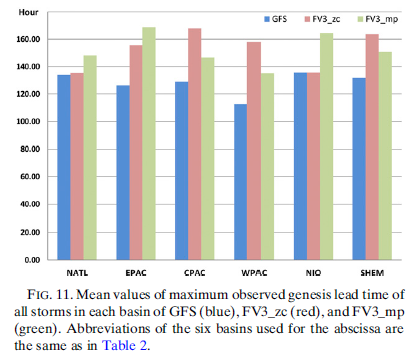 Hour
GFS FV3_zc FV3_mp
160.00
140.00
120.00
100.00
80.00
60.00
40.00
20.00
0.00
NATL EPAC CPAC WPAC NIO SHEM
FIG. 11. Mean values of maximum observed genesis lead time of
all storms in each basin of GFS (blue), FV3_zc (red), and FV3_mp
(green). Abbreviations of the six basins used for the abscissa are
the same as in Table 2.